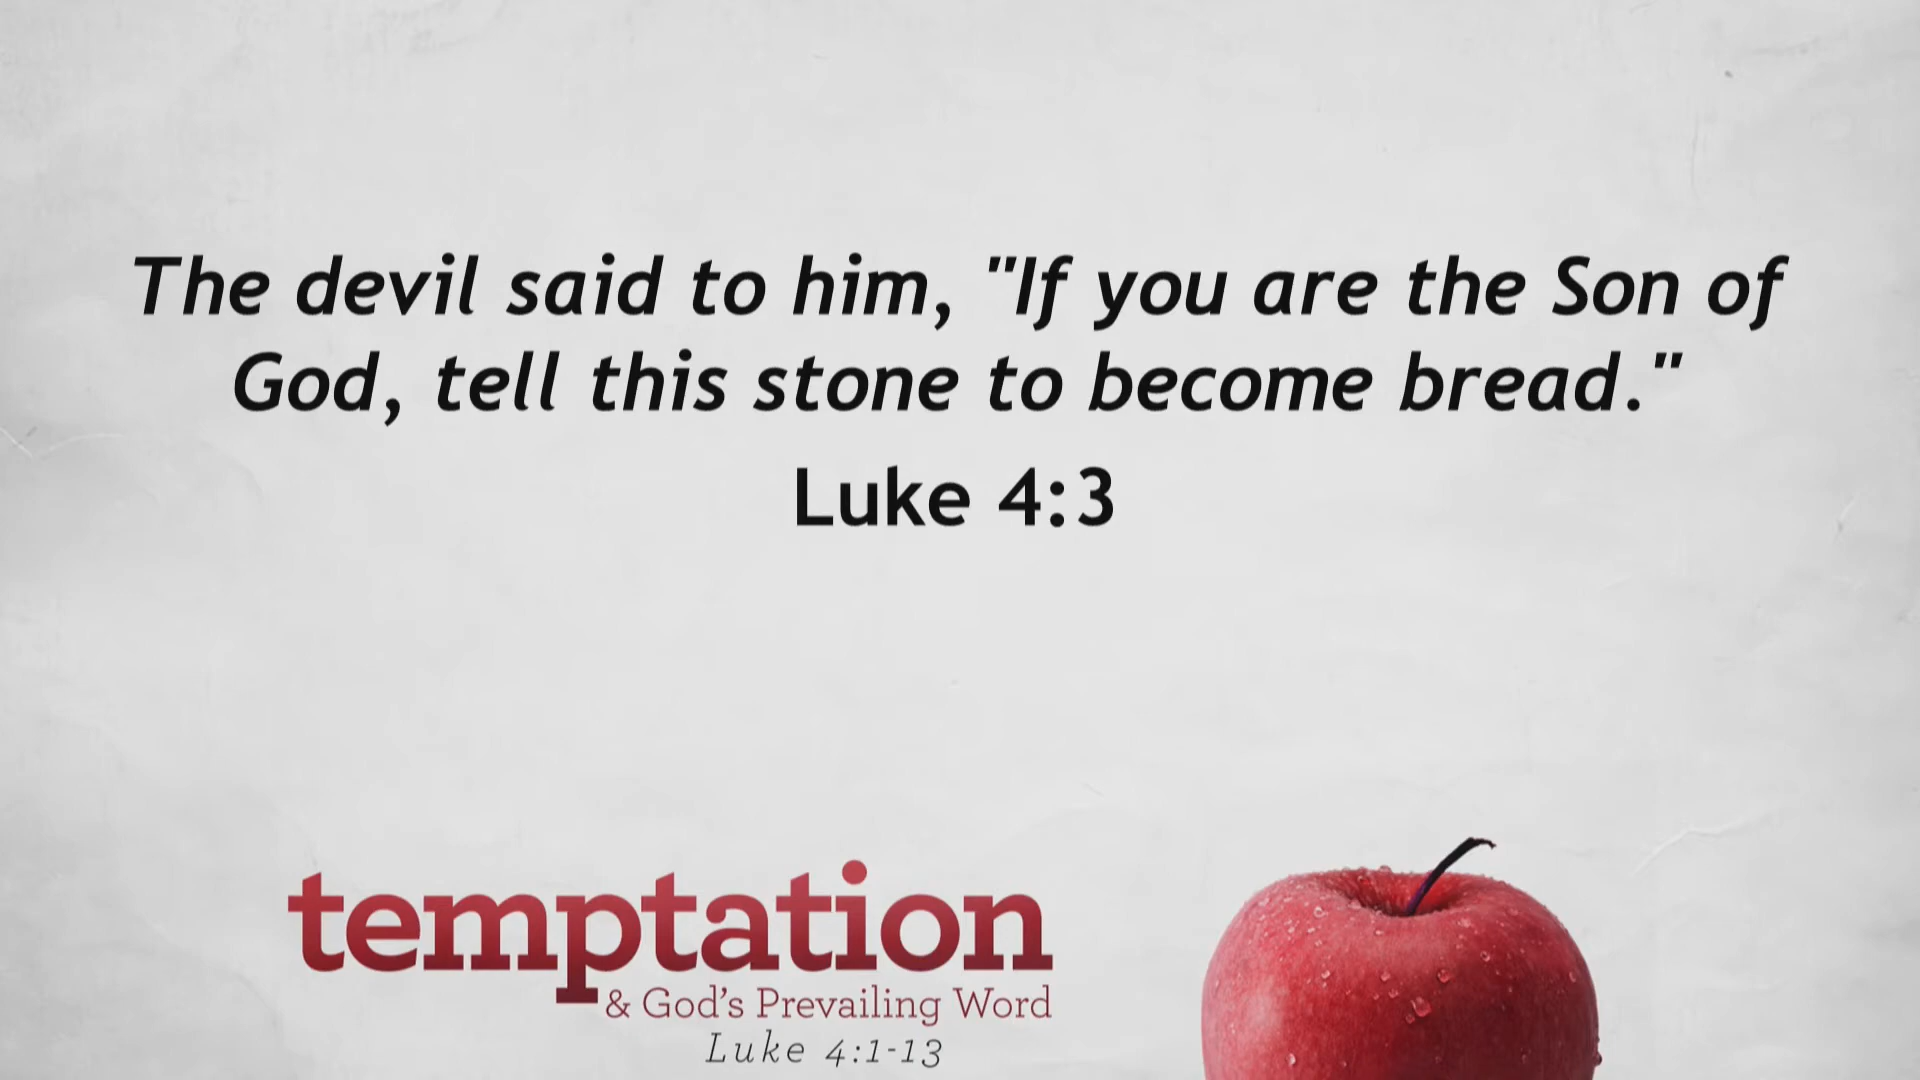 The devil said to him, "If you are the Son of
God, tell this stone to become bread."
Luke 4:3
temptation
& God's Prevailing Word
Luke 4:1-13